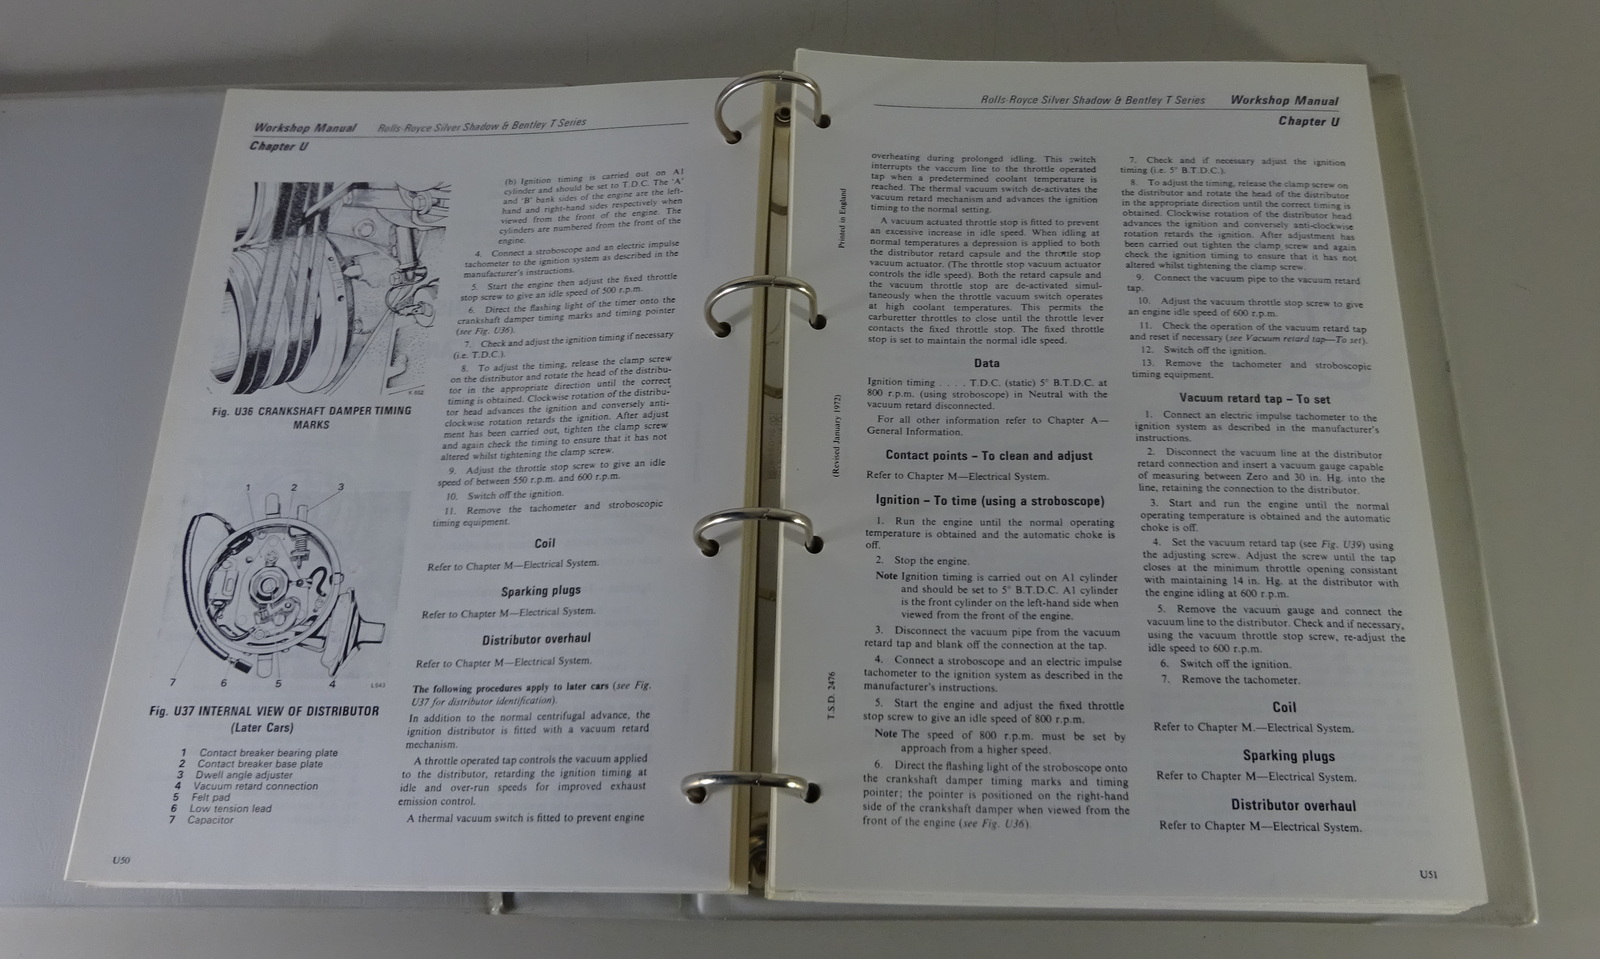 Workshop Manual Rolls-Royce Silver Shadow & Bentley T Series
Chapter U
K 652
Fig. U36 CRANKSHAFT DAMPER TIMING
MARKS
1 2 3
7 6 5 4
L543
Fig. U37 INTERNAL VIEW OF DISTRIBUTOR
(Later Cars)
1 Contact breaker bearing plate
2 Contact breaker base plate
3 Dwell angle adjuster
4 Vacuum retard connection
5 Felt pad
6 Low tension lead
7 Capacitor
U50
(b) Ignition timing is carried out on A1
cylinder and should be set to T.D.C. The 'A'
and 'B' bank sides of the engine are the left-
hand and right-hand sides respectively when
viewed from the front of the engine. The
cylinders are numbered from the front of the
engine.
4. Connect a stroboscope and an electric impulse
tachometer to the ignition system as described in the
manufacturer's instructions.
5. Start the engine then adjust the fixed throttle
stop screw to give an idle speed of 500 r.p.m.
6. Direct the flashing light of the timer onto the
crankshaft damper timing marks and timing pointer
(see Fig. U36).
7. Check and adjust the ignition timing if necessary
(i.e. T.D.C.).
8. To adjust the timing, release the clamp screw
on the distributor and rotate the head of the distribu-
tor in the appropriate direction until the correct
timing is obtained. Clockwise rotation of the distribu-
tor head advances the ignition and conversely anti-
clockwise rotation retards the ignition. After adjust
ment has been carried out, tighten the clamp screw
and again check the timing to ensure that it has not
altered whilst tightening the clamp screw.
9. Adjust the throttle stop screw to give an idle
speed of between 550 r.p.m. and 600 r.p.m.
10. Switch off the ignition.
11. Remove the tachometer and stroboscopic
timing equipment.
Coil
Refer to Chapter M—Electrical System.
Sparking plugs
Refer to Chapter M—Electrical System.
Distributor overhaul
Refer to Chapter M—Electrical System.
The following procedures apply to later cars (see Fig.
U37 for distributor identification).
In addition to the normal centrifugal advance, the
ignition distributor is fitted with a vacuum retard
mechanism.
A throttle operated tap controls the vacuum applied
to the distributor, retarding the ignition timing at
idle and over-run speeds for improved exhaust
emission control.
A thermal vacuum switch is fitted to prevent engine
Rolls-Royce Silver Shadow & Bentley T Series Workshop Manual
Chapter U
Printed in England
(Revised January 1972)
T.S.D. 2476
overheating during prolonged idling. This switch
interrupts the vaccum line to the throttle operated
tap when a predetermined coolant temperature is
reached. The thermal vacuum switch de-activates the
vacuum retard mechanism and advances the ignition
timing to the normal setting.
A vacuum actuated throttle stop is fitted to prevent
an excessive increase in idle speed. When idling at
normal temperatures a depression is applied to both
the distributor retard capsule and the throttle stop
vacuum actuator. (The throttle stop vacuum actuator
controls the idle speed). Both the retard capsule and
the vacuum throttle stop are de-activated simul-
taneously when the throttle vacuum switch operates
at high coolant temperatures. This permits the
carburetter throttles to close until the throttle lever
contacts the fixed throttle stop. The fixed throttle
stop is set to maintain the normal idle speed.
Data
Ignition timing . . . . T.D.C. (static) 5° B.T.D.C. at
800 r.p.m. (using stroboscope) in Neutral with the
vacuum retard disconnected.
For all other information refer to Chapter A—
General Information.
Contact points – To clean and adjust
Refer to Chapter M—Electrical System.
Ignition – To time (using a stroboscope)
1. Run the engine until the normal operating
temperature is obtained and the automatic choke is
off.
2. Stop the engine.
Note Ignition timing is carried out on A1 cylinder
and should be set to 5° B.T.D.C. A1 cylinder
is the front cylinder on the left-hand side when
viewed from the front of the engine.
3. Disconnect the vacuum pipe from the vacuum
retard tap and blank off the connection at the tap.
4. Connect a stroboscope and an electric impulse
tachometer to the ignition system as described in the
manufacturer's instructions.
5. Start the engine and adjust the fixed throttle
stop screw to give an idle speed of 800 r.p.m.
Note The speed of 800 r.p.m. must be set by
approach from a higher speed.
6. Direct the flashing light of the stroboscope onto
the crankshaft damper timing marks and timing
pointer; the pointer is positioned on the right-hand
side of the crankshaft damper when viewed from the
front of the engine (see Fig. U36).
7. Check and if necessary adjust the ignition
timing (i.e. 5° B.T.D.C.).
8. To adjust the timing, release the clamp screw on
the distributor and rotate the head of the distributor
in the appropriate direction until the correct timing is
obtained. Clockwise rotation of the distributor head
advances the ignition and conversely anti-clockwise
rotation retards the ignition. After adjustment has
been carried out tighten the clamp screw and again
check the ignition timing to ensure that it has not
altered whilst tightening the clamp screw.
9. Connect the vacuum pipe to the vacuum retard
tap.
10. Adjust the vacuum throttle stop screw to give
an engine idle speed of 600 r.p.m.
11. Check the operation of the vacuum retard tap
and reset if necessary (see Vacuum retard tap—To set).
12. Switch off the ignition.
13. Remove the tachometer and stroboscopic
timing equipment.
Vacuum retard tap – To set
1. Connect an electric impulse tachometer to the
ignition system as described in the manufacturer's
instructions.
2. Disconnect the vacuum line at the distributor
retard connection and insert a vacuum gauge capable
of measuring between Zero and 30 in. Hg. into the
line, retaining the connection to the distributor.
3. Start and run the engine until the normal
operating temperature is obtained and the automatic
choke is off.
4. Set the vacuum retard tap (see Fig. U39) using
the adjusting screw. Adjust the screw until the tap
closes at the minimum throttle opening consistant
with maintaining 14 in. Hg. at the distributor with
the engine idling at 600 r.p.m.
5. Remove the vacuum gauge and connect the
vacuum line to the distributor. Check and if necessary,
using the vacuum throttle stop screw, re-adjust the
idle speed to 600 r.p.m.
6. Switch off the ignition.
7. Remove the tachometer.
Coil
Refer to Chapter M.—Electrical System.
Sparking plugs
Refer to Chapter M—Electrical System.
Distributor overhaul
Refer to Chapter M—Electrical System.
U51